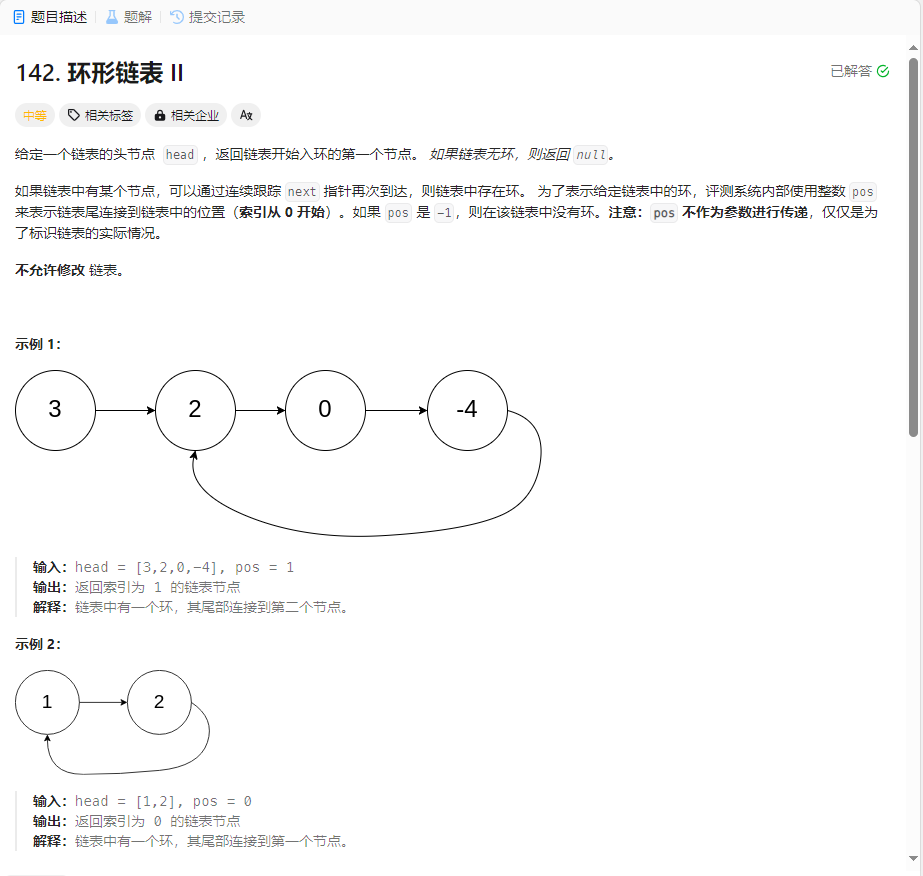 题目描述 题解 提交记录
142. 环形链表 II
已解答
中等 相关标签 相关企业 Ax
给定一个链表的头节点 head ，返回链表开始入环的第一个节点。 如果链表无环，则返回 null。
如果链表中有某个节点，可以通过连续跟踪 next 指针再次到达，则链表中存在环。 为了表示给定链表中的环，评测系统内部使用整数 pos
来表示链表尾连接到链表中的位置（索引从 0 开始）。如果 pos 是 -1，则在该链表中没有环。注意：pos 不作为参数进行传递，仅仅是为
了标识链表的实际情况。
不允许修改 链表。
示例 1：
3 2 0 -4
输入：head = [3,2,0,-4], pos = 1
输出：返回索引为 1 的链表节点
解释：链表中有一个环，其尾部连接到第二个节点。
示例 2：
1 2
输入：head = [1,2], pos = 0
输出：返回索引为 0 的链表节点
解释：链表中有一个环，其尾部连接到第一个节点。